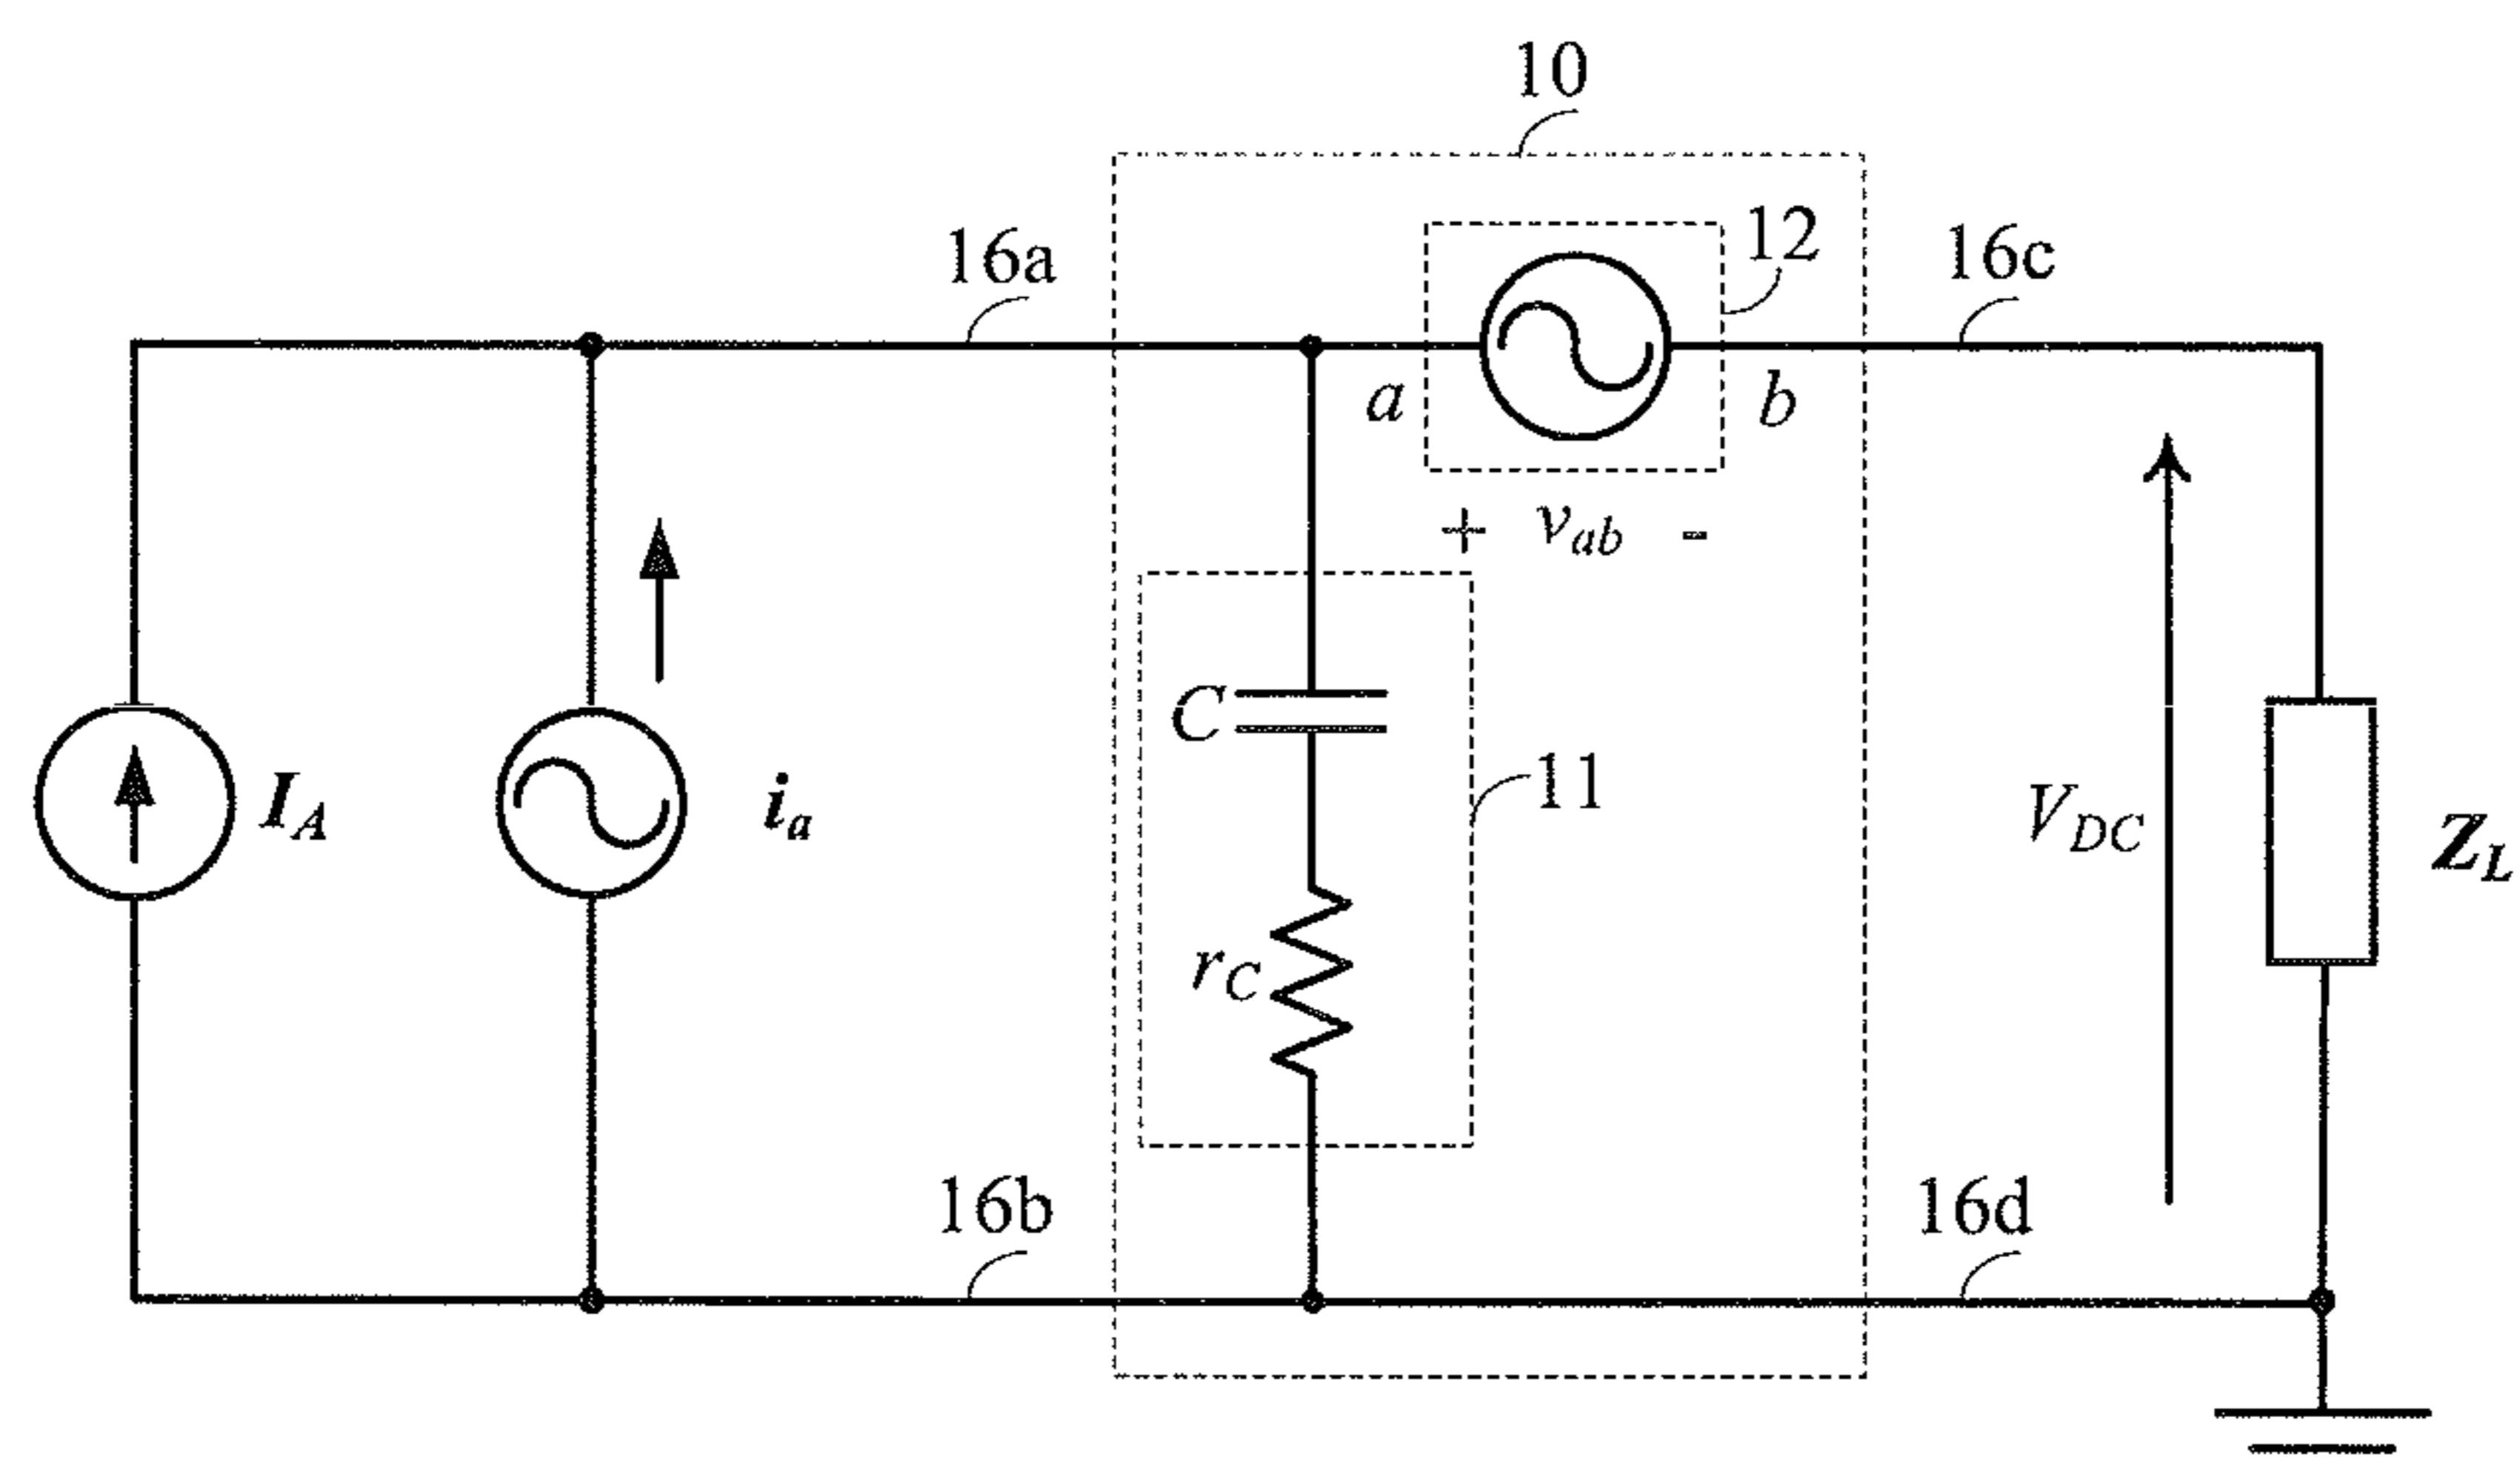 10
12
16a
16c
a
b
+ v_ab -
C
11
I_A
i_a
V_DC
Z_L
r_C
16b
16d